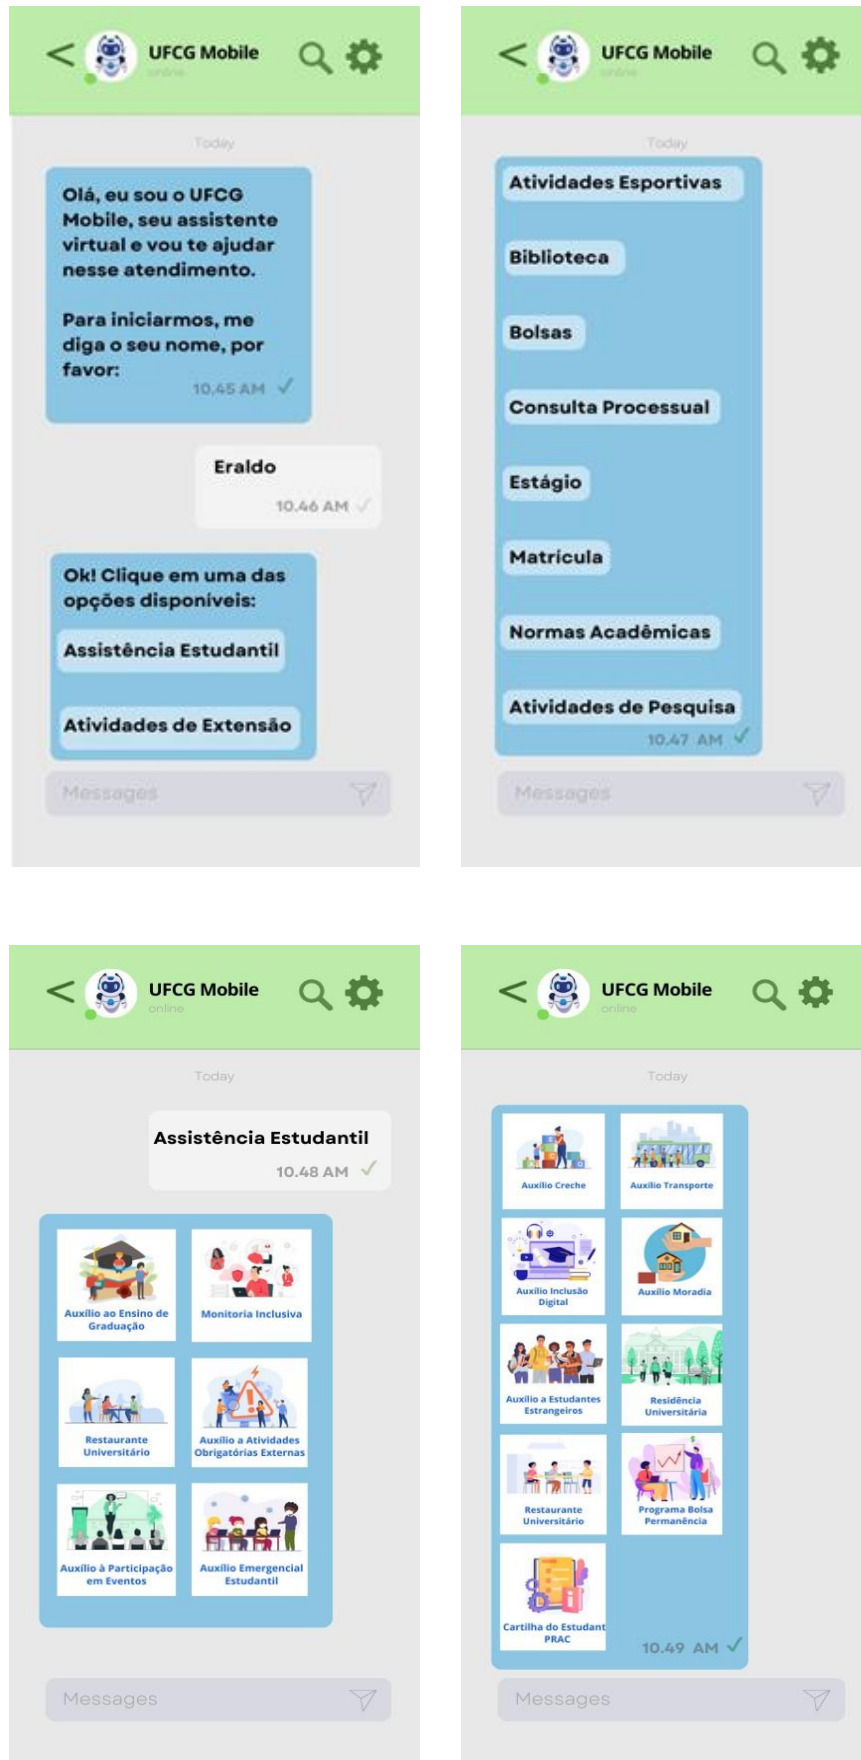 UFCG Mobile
online
Today
Olá, eu sou o UFCG
Mobile, seu assistente
virtual e vou te ajudar
nesse atendimento.
Para iniciarmos, me
diga o seu nome, por
favor:
10.45 AM
Eraldo
10.46 AM
Ok! Clique em uma das
opções disponíveis:
Assistência Estudantil
Atividades de Extensão
Messages
UFCG Mobile
online
Today
Atividades Esportivas
Biblioteca
Bolsas
Consulta Processual
Estágio
Matrícula
Normas Acadêmicas
Atividades de Pesquisa
10.47 AM
Messages
UFCG Mobile
online
Today
Assistência Estudantil
10.48 AM
Auxílio ao Ensino de
Graduação
Monitoria Inclusiva
Restaurante
Universitário
Auxílio a Atividades
Obrigatórias Externas
Auxílio à Participação
em Eventos
Auxílio Emergencial
Estudantil
Messages
UFCG Mobile
online
Today
Auxílio Creche
Auxílio Transporte
Auxílio Inclusão
Digital
Auxílio Moradia
Auxílio a Estudantes
Estrangeiros
Residência
Universitária
Restaurante
Universitário
Programa Bolsa
Permanência
Cartilha do Estudant
PRAC
10.49 AM
Messages